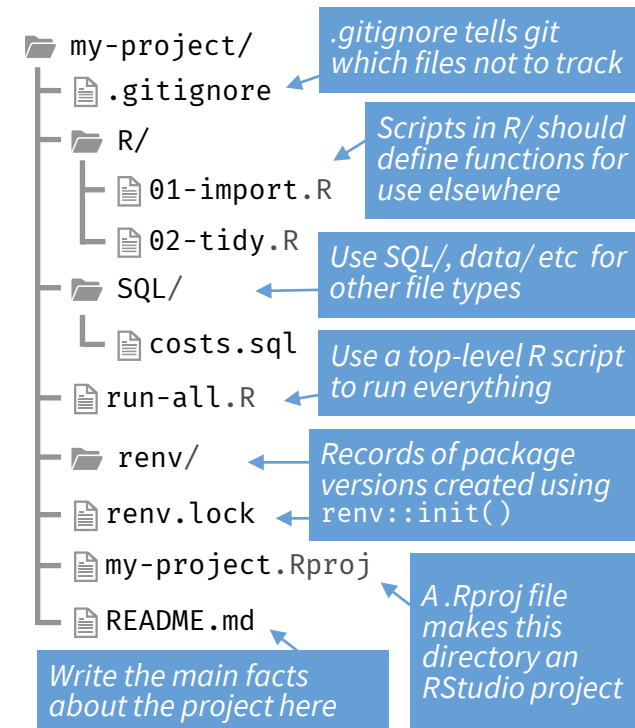 my-project/
.gitignore tells git
which files not to track
.gitignore
R/
Scripts in R/ should
define functions for
use elsewhere
01-import.R
02-tidy.R
Use SQL/, data/ etc for
other file types
SQL/
costs.sql
Use a top-level R script
to run everything
run-all.R
renv/
Records of package
versions created using
renv::init()
renv.lock
my-project.Rproj
A .Rproj file
makes this
directory an
RStudio project
README.md
Write the main facts
about the project here